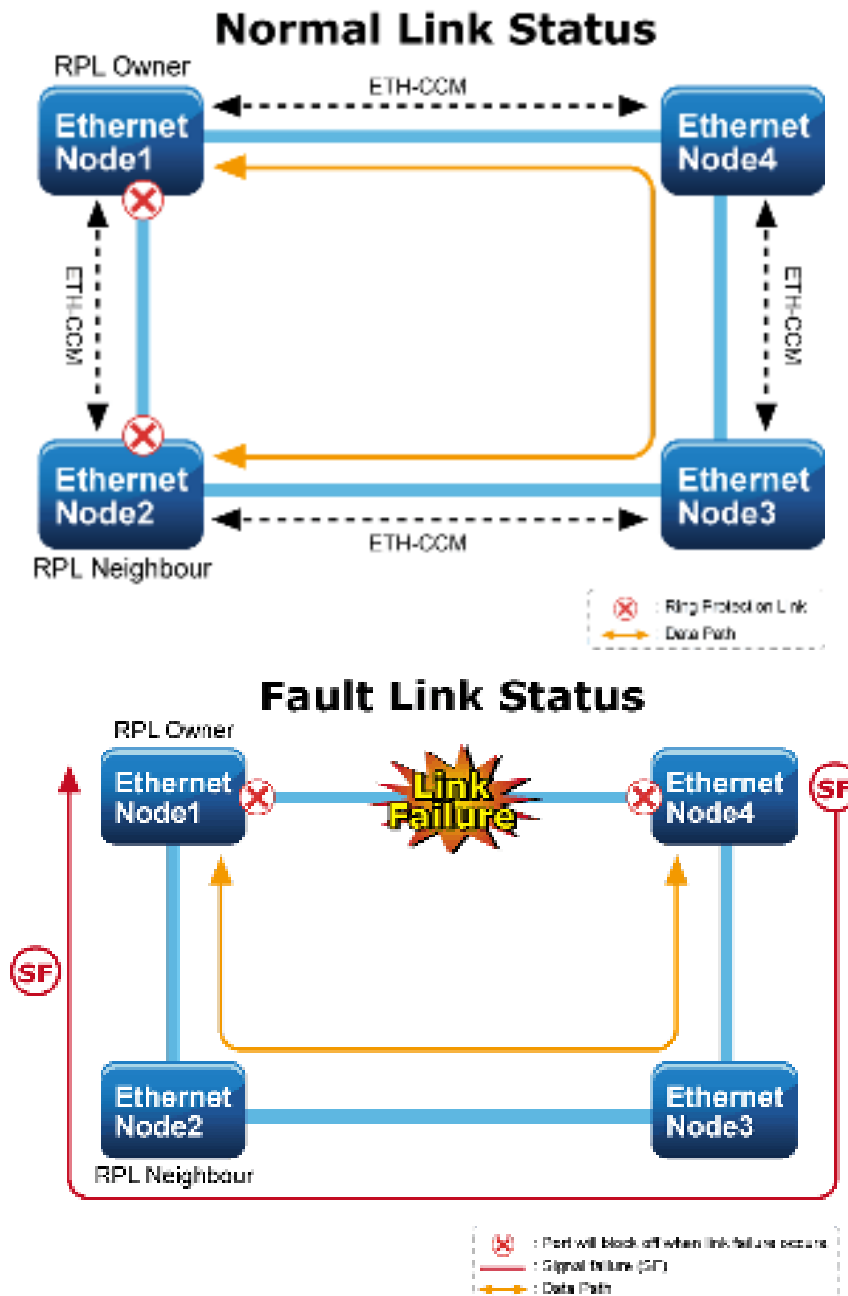 Normal Link Status
RPL Owner
ETH-CCM
Ethernet
Node1
Ethernet
Node4
ETH-CCM
ETH-CCM
Ethernet
Node2
Ethernet
Node3
ETH-CCM
RPL Neighbour
: Ring Protection Link
: Data Path
Fault Link Status
RPL Owner
Ethernet
Node1
Link
Failure
Ethernet
Node4
SF
SF
Ethernet
Node2
Ethernet
Node3
RPL Neighbour
: Port will block off when link failure occurs
: Signal failure (SF)
: Data Path